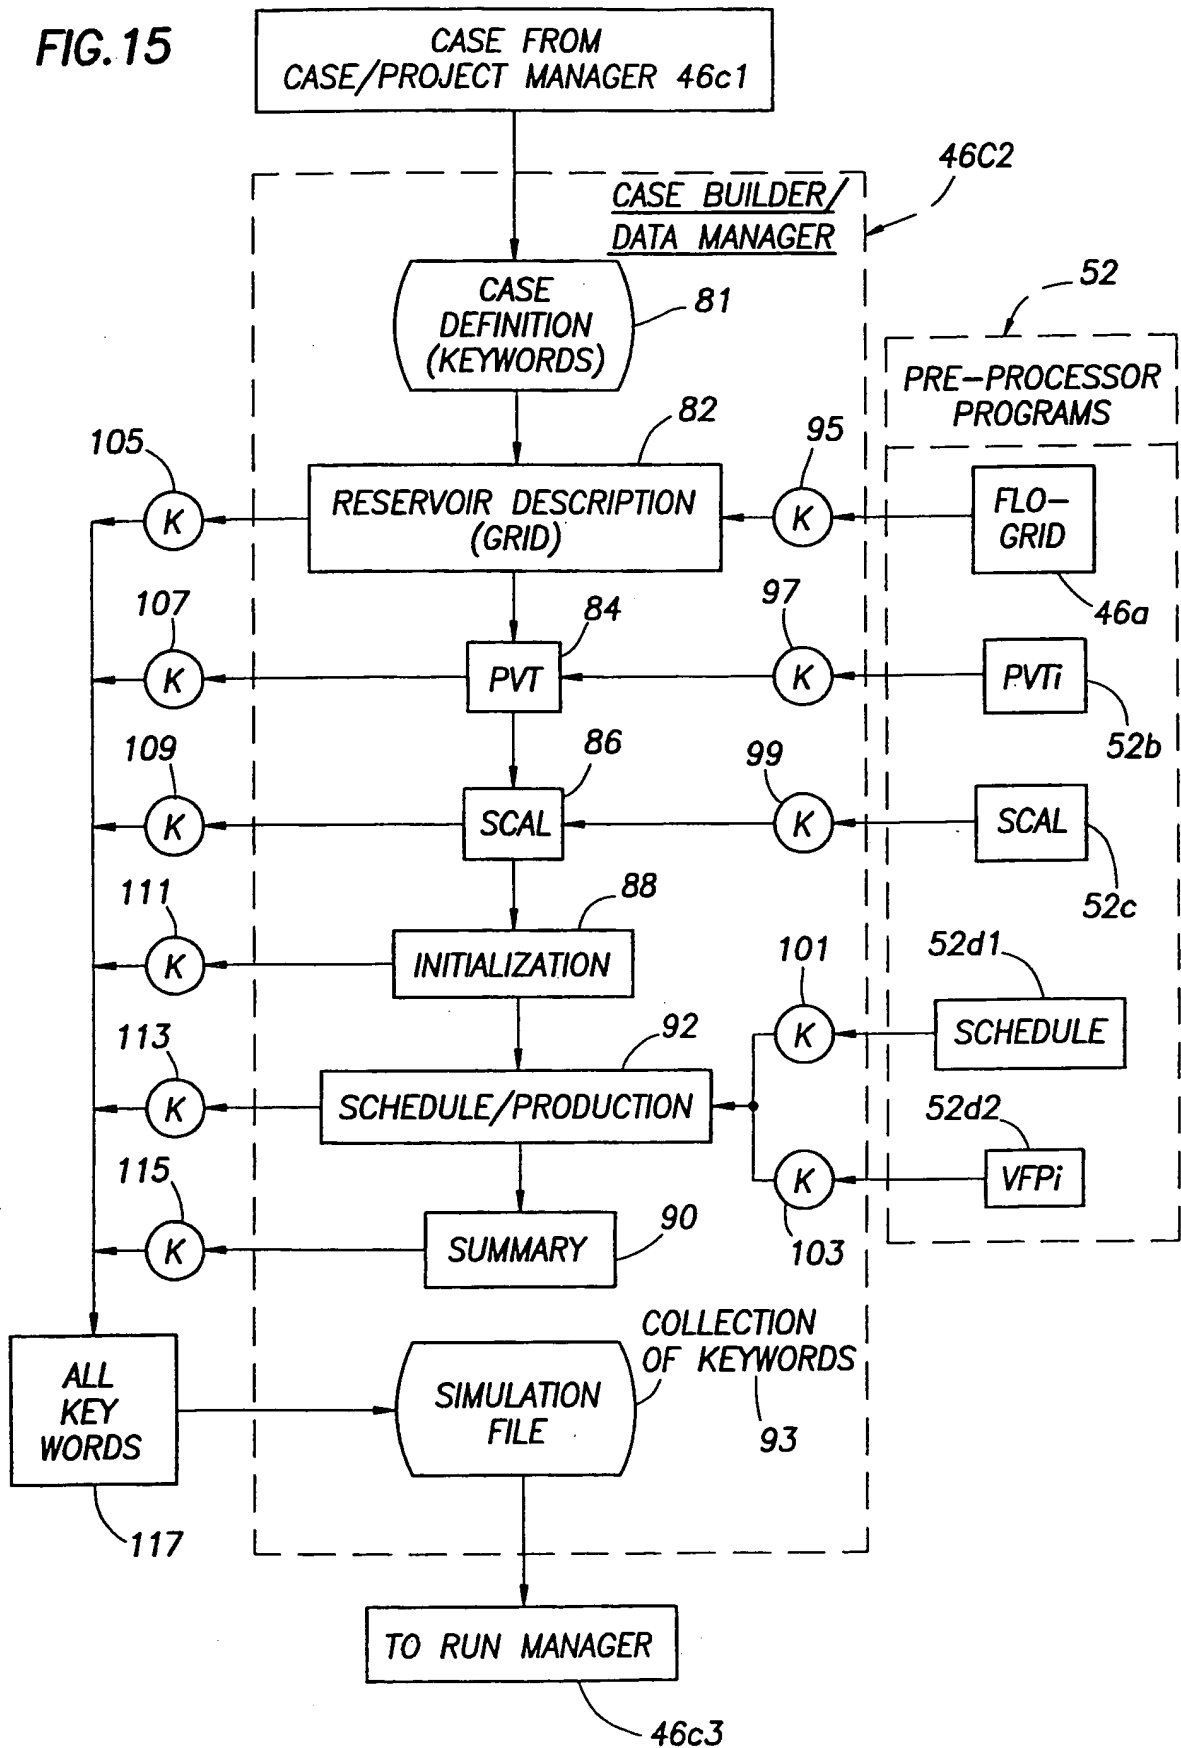 FIG. 15
CASE FROM
CASE/PROJECT MANAGER 46c1
46C2
CASE BUILDER/
DATA MANAGER
52
CASE
DEFINITION
(KEYWORDS)
81
PRE-PROCESSOR
PROGRAMS
82
105
95
K
RESERVOIR DESCRIPTION
(GRID)
K
FLO-
GRID
46a
107
84
97
K
PVT
K
PVTi
52b
109
86
99
K
SCAL
K
SCAL
52c
111
88
K
INITIALIZATION
101
52d1
K
SCHEDULE
113
92
K
SCHEDULE/PRODUCTION
52d2
K
VFPi
103
115
90
K
SUMMARY
COLLECTION
OF KEYWORDS
93
ALL
KEY
WORDS
117
SIMULATION
FILE
TO RUN MANAGER
46c3